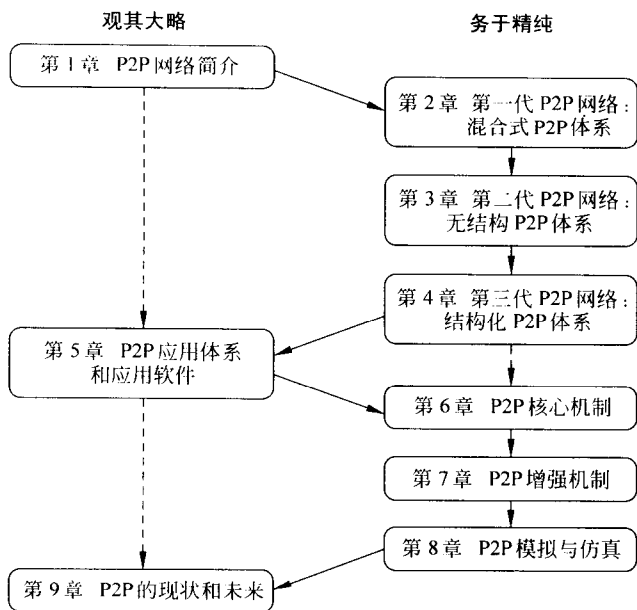 观其大略
务于精纯
第1章 P2P网络简介
第2章 第一代P2P网络:
混合式P2P体系
第3章 第二代P2P网络:
无结构P2P体系
第4章 第三代P2P网络:
结构化P2P体系
第5章 P2P应用体系
和应用软件
第6章 P2P核心机制
第7章 P2P增强机制
第8章 P2P模拟与仿真
第9章 P2P的现状和未来